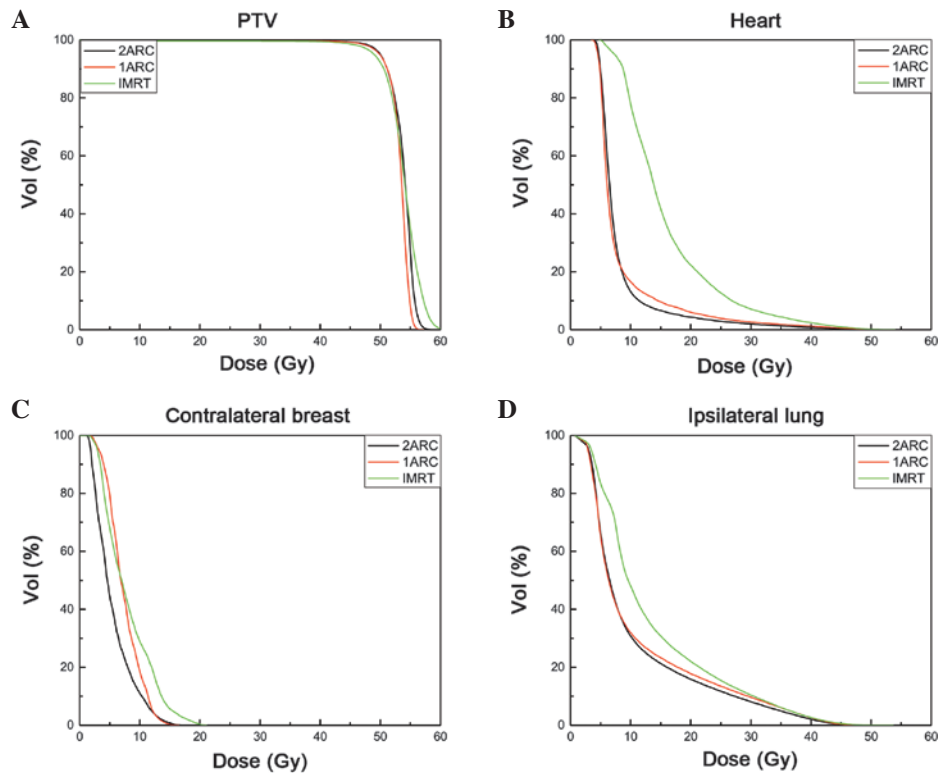 A
PTV
2ARC
1ARC
IMRT
100
80
60
40
20
0
Vol (%)
0 10 20 30 40 50 60
Dose (Gy)
B
Heart
2ARC
1ARC
IMRT
100
80
60
40
20
0
Vol (%)
0 10 20 30 40 50 60
Dose (Gy)
C
Contralateral breast
2ARC
1ARC
IMRT
100
80
60
40
20
0
Vol (%)
0 10 20 30 40 50 60
Dose (Gy)
D
Ipsilateral lung
2ARC
1ARC
IMRT
100
80
60
40
20
0
Vol (%)
0 10 20 30 40 50 60
Dose (Gy)